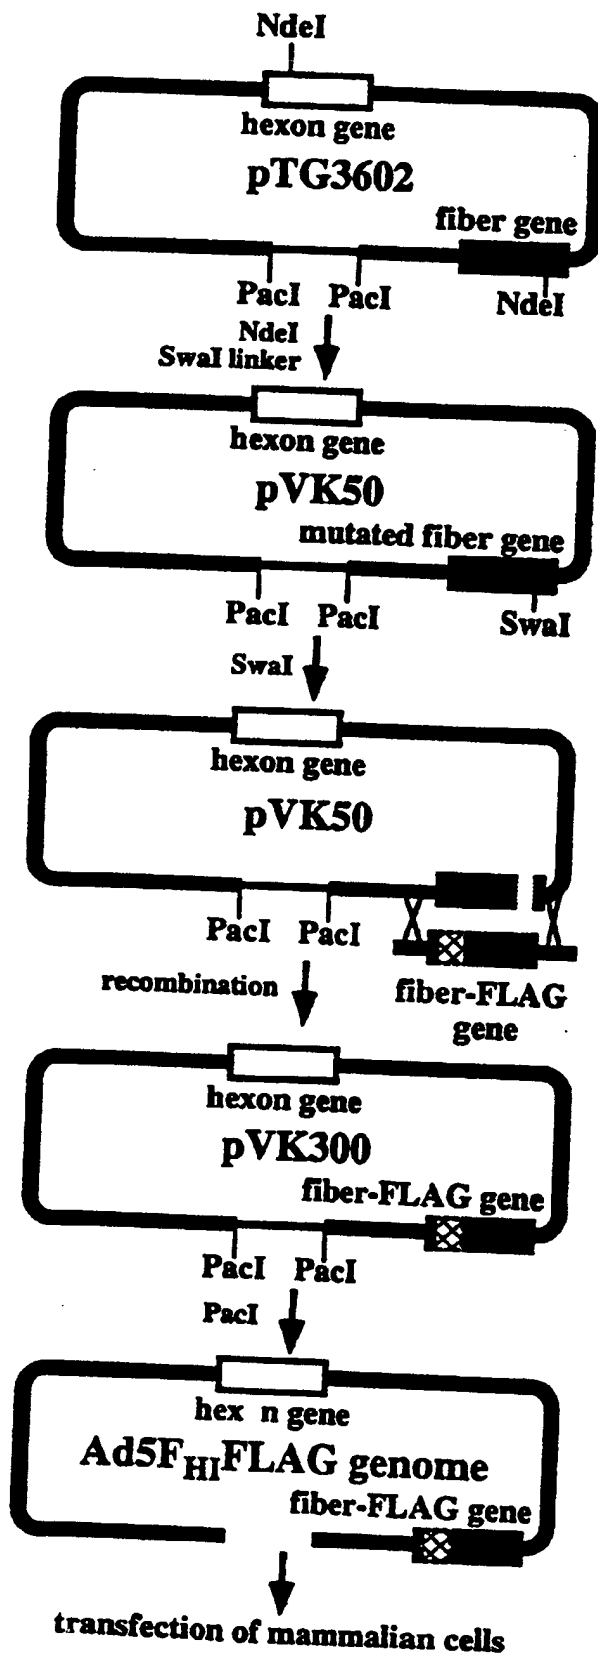 NdeI
hexon gene
pTG3602
fiber gene
PacI PacI
NdeI
NdeI
SwaI linker
hexon gene
pVK50
mutated fiber gene
PacI PacI
SwaI
SwaI
hexon gene
pVK50
PacI PacI
recombination
fiber-FLAG
gene
hexon gene
pVK300
fiber-FLAG gene
PacI PacI
PacI
hex n gene
Ad5FHIFLAG genome
fiber-FLAG gene
transfection of mammalian cells